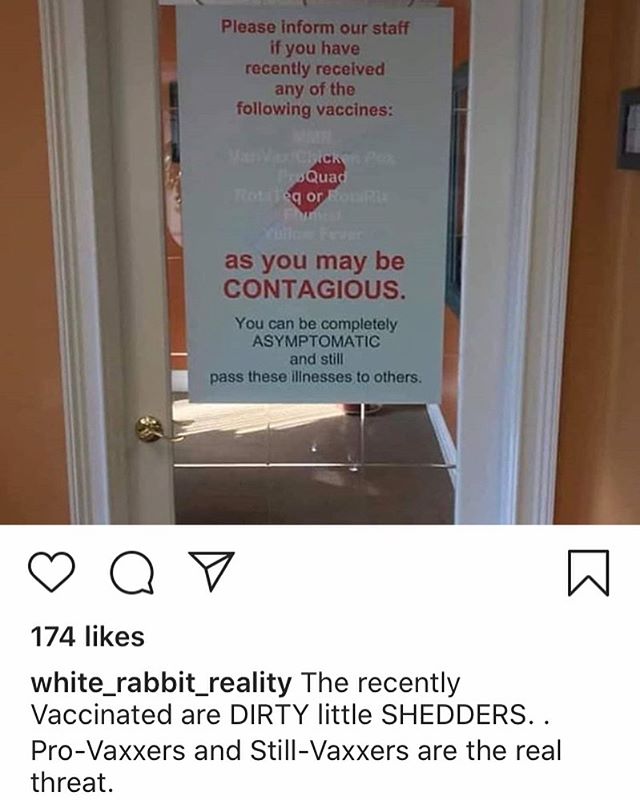 Please inform our staff
if you have
recently received
any of the
following vaccines:
MMR
VariVax/Chicken Pox
ProQuad
RotaTeq or RotaRix
Flumist
Yellow Fever
as you may be
CONTAGIOUS.
You can be completely
ASYMPTOMATIC
and still
pass these illnesses to others.
174 likes
white_rabbit_reality The recently
Vaccinated are DIRTY little SHEDDERS. .
Pro-Vaxxers and Still-Vaxxers are the real
threat.